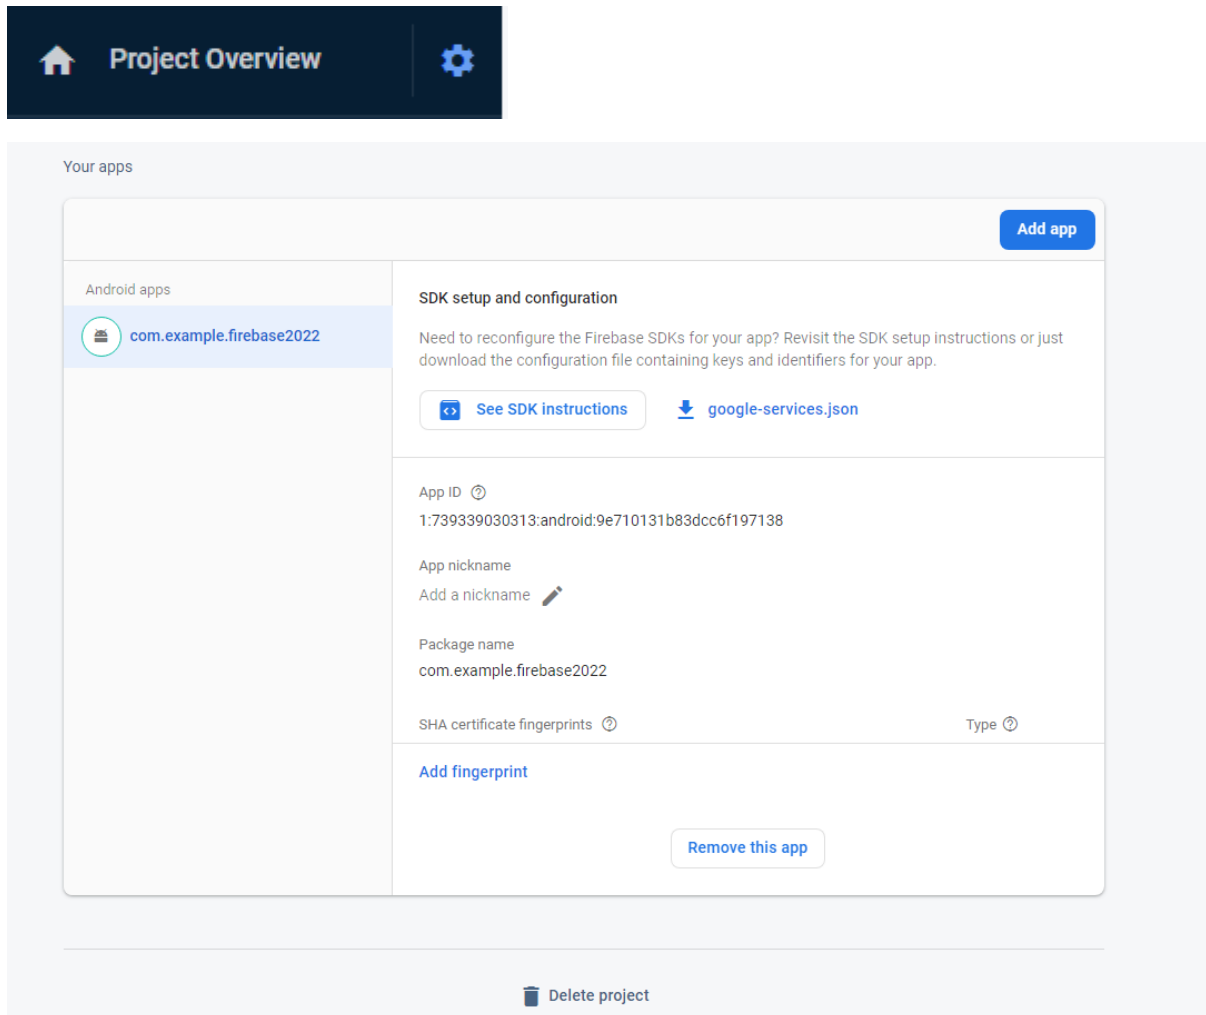 Project Overview
Your apps
Add app
Android apps
com.example.firebase2022
SDK setup and configuration
Need to reconfigure the Firebase SDKs for your app? Revisit the SDK setup instructions or just
download the configuration file containing keys and identifiers for your app.
See SDK instructions
google-services.json
App ID
1:739339030313:android:9e710131b83dcc6f197138
App nickname
Add a nickname
Package name
com.example.firebase2022
SHA certificate fingerprints
Type
Add fingerprint
Remove this app
Delete project